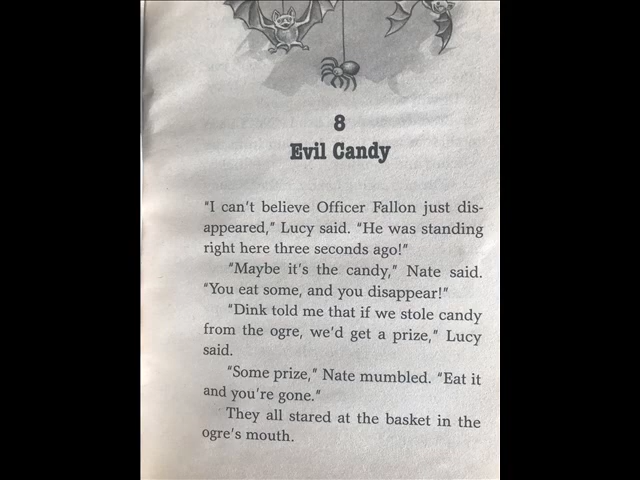 8
Evil Candy
"I can't believe Officer Fallon just dis-
appeared," Lucy said. "He was standing
right here three seconds ago!"
"Maybe it's the candy," Nate said.
"You eat some, and you disappear!"
"Dink told me that if we stole candy
from the ogre, we'd get a prize," Lucy
said.
"Some prize," Nate mumbled. "Eat it
and you're gone."
They all stared at the basket in the
ogre's mouth.